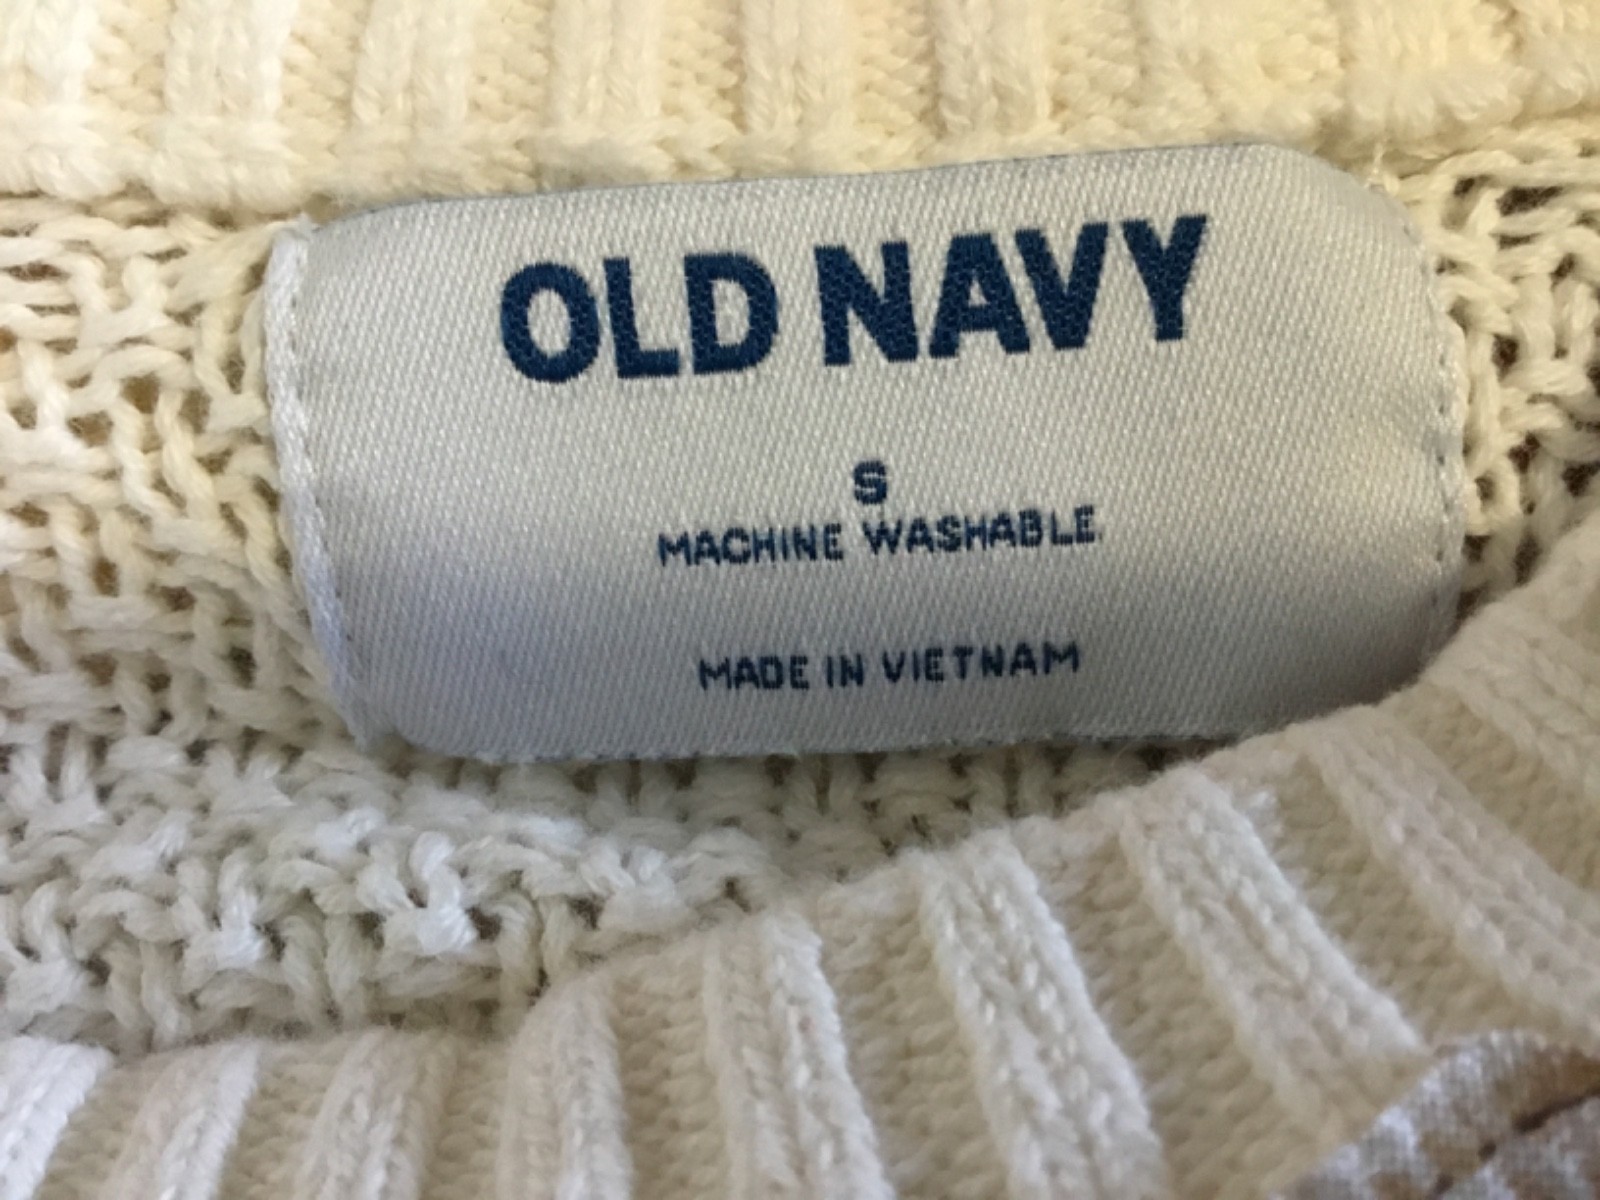 OLD NAVY
S
MACHINE WASHABLE
MADE IN VIETNAM